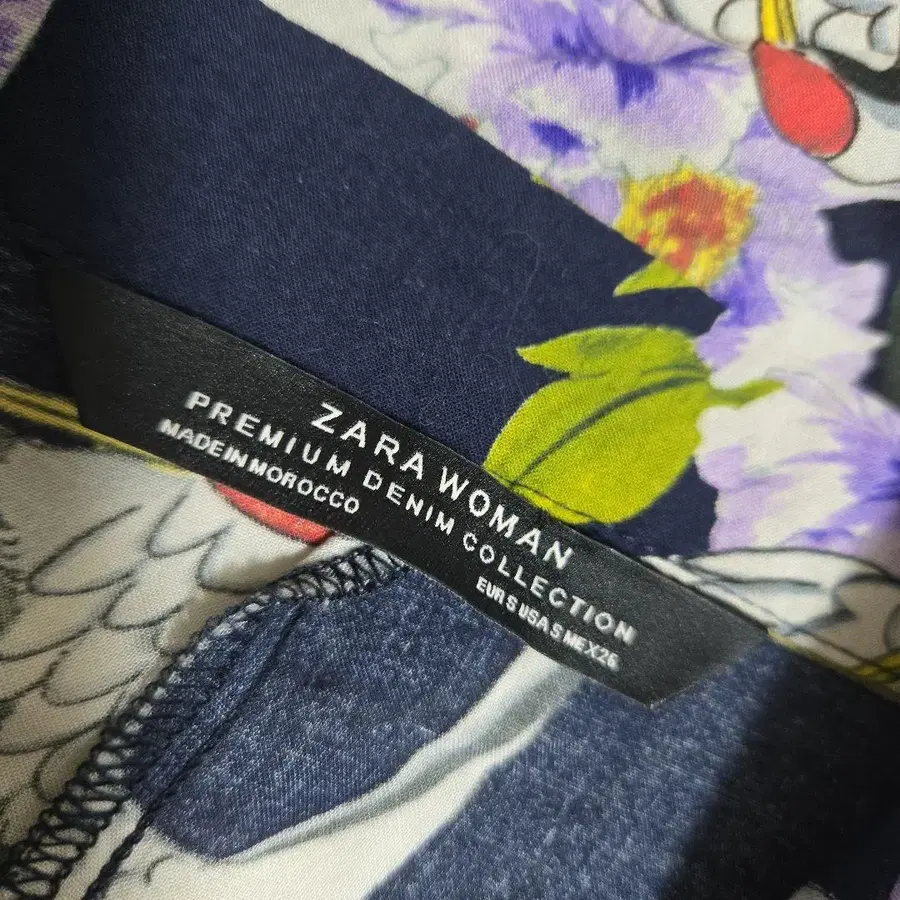 ZARA WOMAN
PREMIUM DENIM COLLECTION
MADE IN MOROCCO
EUR S USA S MEX 26